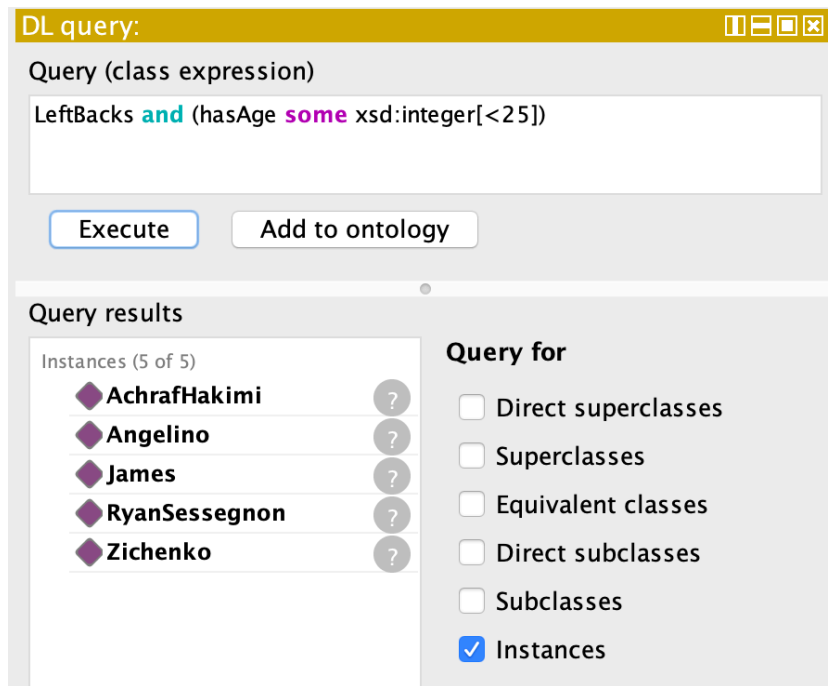 DL query:
Query (class expression)
LeftBacks and (hasAge some xsd:integer[<25])
Execute
Add to ontology
Query results
Instances (5 of 5)
AchrafHakimi ?
Angelino ?
James ?
RyanSessegnon ?
Zichenko ?
Query for
Direct superclasses
Superclasses
Equivalent classes
Direct subclasses
Subclasses
Instances